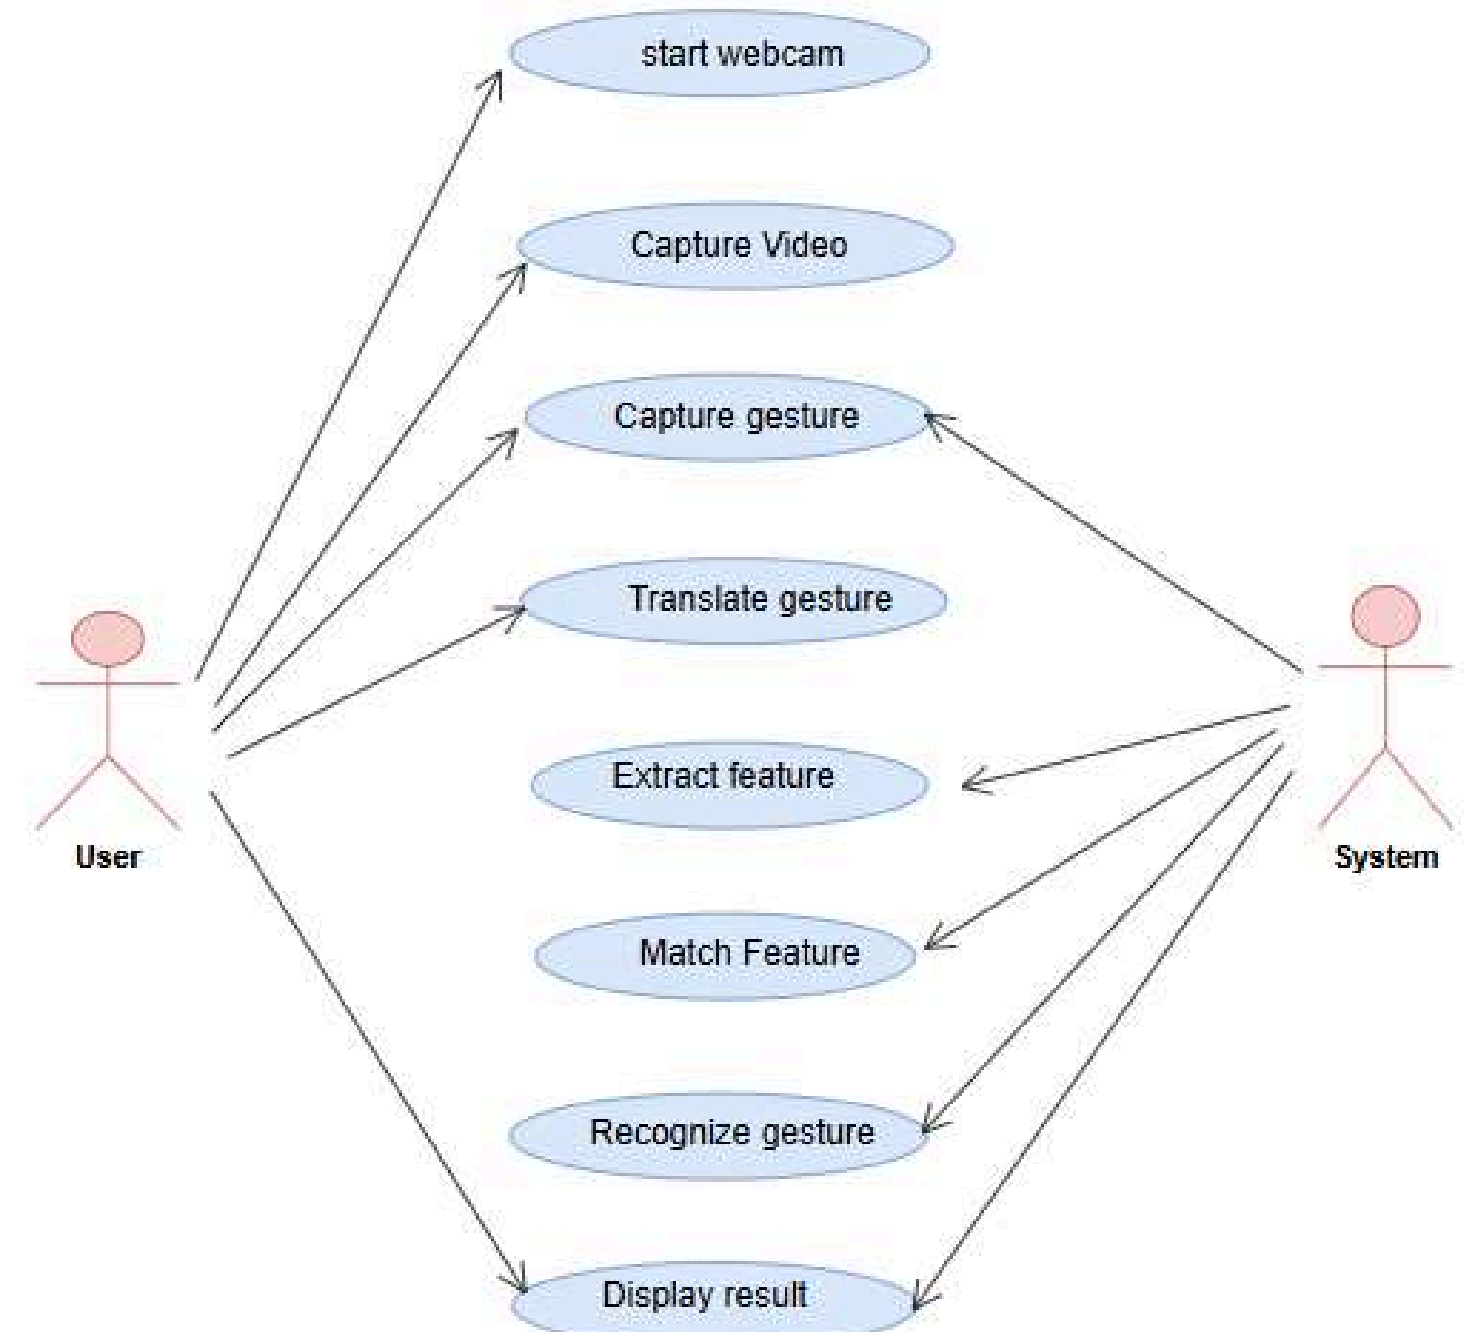 start webcam
Capture Video
Capture gesture
Translate gesture
Extract feature
User
System
Match Feature
Recognize gesture
Display result